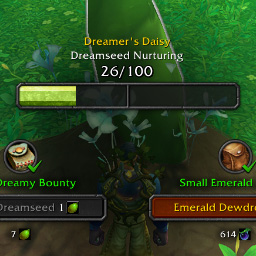 Dreamer's Daisy
Dreamseed Nurturing
26/100
Dreamy Bounty
Small Emerald
Dreamseed 1
Emerald Dewdr
7
614